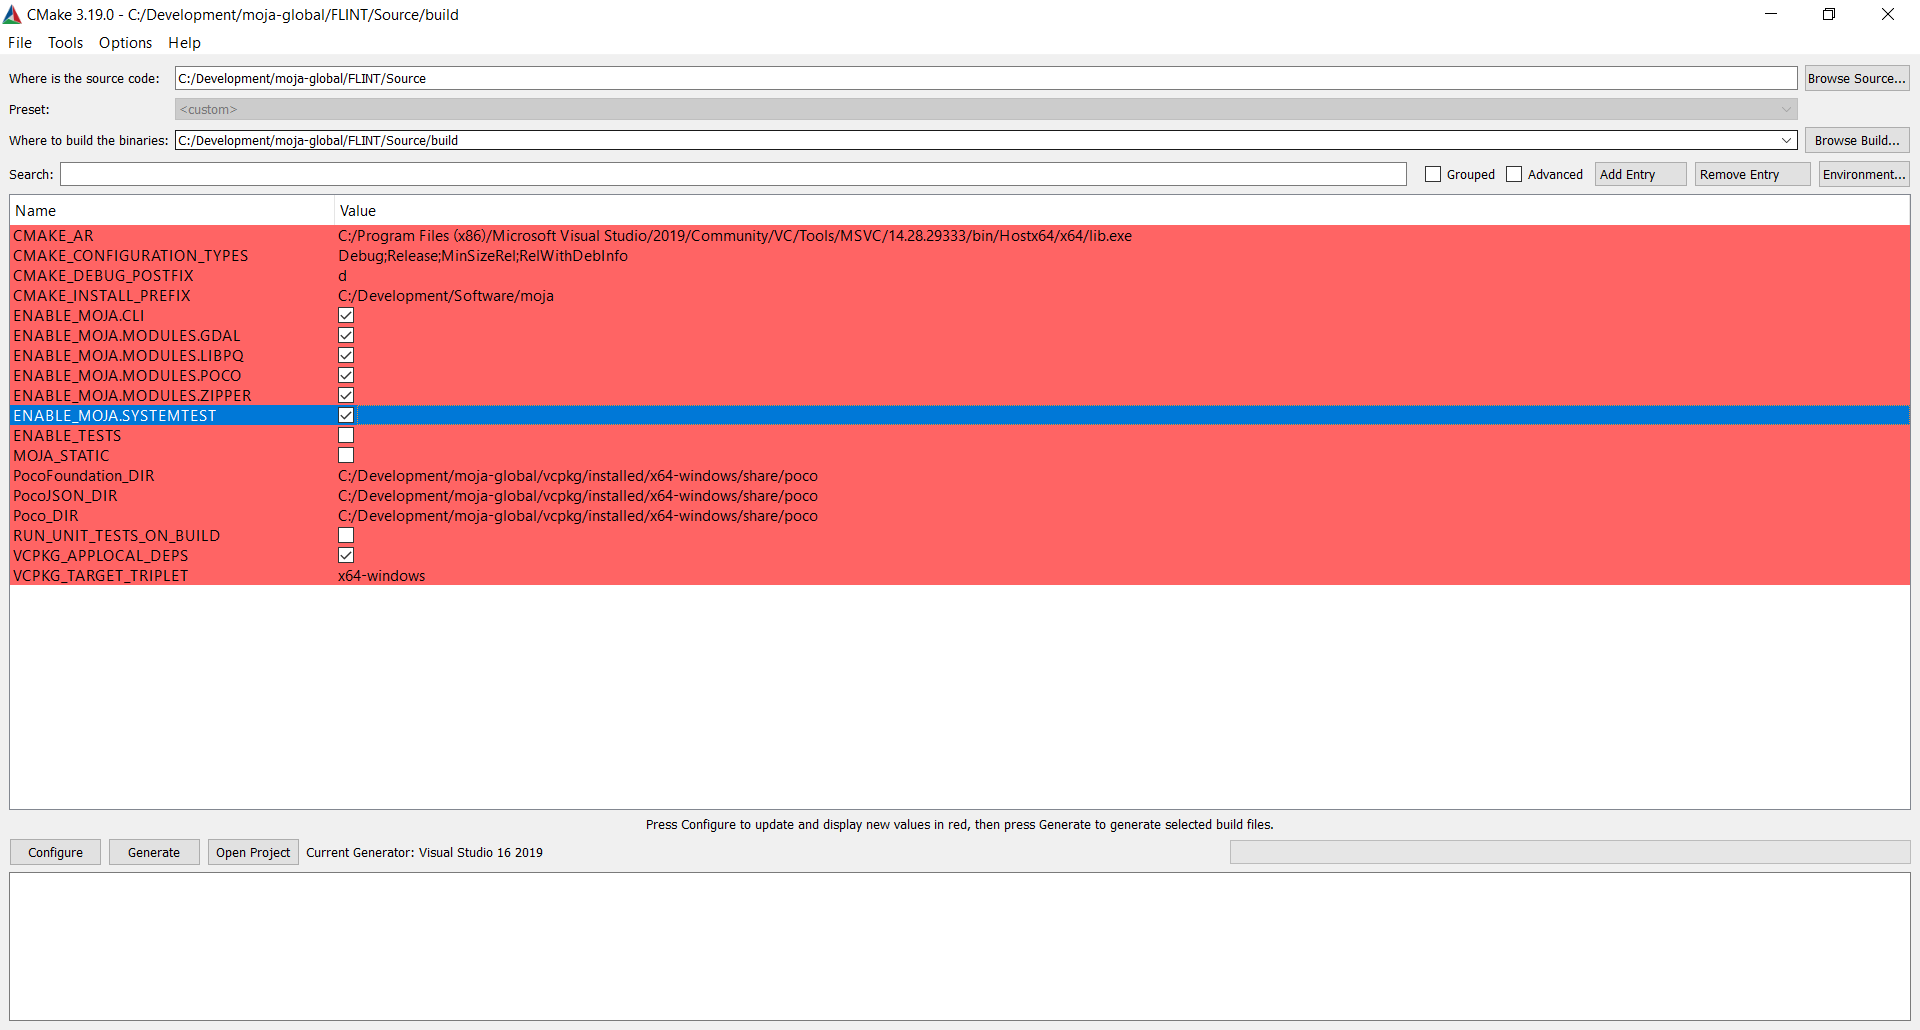 CMake 3.19.0 - C:/Development/moja-global/FLINT/Source/build
File Tools Options Help
Where is the source code: C:/Development/moja-global/FLINT/Source Browse Source...
Preset: <custom>
Where to build the binaries: C:/Development/moja-global/FLINT/Source/build Browse Build...
Search: Grouped Advanced Add Entry Remove Entry Environment...
Name Value
CMAKE_AR C:/Program Files (x86)/Microsoft Visual Studio/2019/Community/VC/Tools/MSVC/14.28.29333/bin/Hostx64/x64/lib.exe
CMAKE_CONFIGURATION_TYPES Debug;Release;MinSizeRel;RelWithDebInfo
CMAKE_DEBUG_POSTFIX d
CMAKE_INSTALL_PREFIX C:/Development/Software/moja
ENABLE_MOJA.CLI
ENABLE_MOJA.MODULES.GDAL
ENABLE_MOJA.MODULES.LIBPQ
ENABLE_MOJA.MODULES.POCO
ENABLE_MOJA.MODULES.ZIPPER
ENABLE_MOJA.SYSTEMTEST
ENABLE_TESTS
MOJA_STATIC
PocoFoundation_DIR C:/Development/moja-global/vcpkg/installed/x64-windows/share/poco
PocoJSON_DIR C:/Development/moja-global/vcpkg/installed/x64-windows/share/poco
Poco_DIR C:/Development/moja-global/vcpkg/installed/x64-windows/share/poco
RUN_UNIT_TESTS_ON_BUILD
VCPKG_APPLOCAL_DEPS
VCPKG_TARGET_TRIPLET x64-windows
Press Configure to update and display new values in red, then press Generate to generate selected build files.
Configure Generate Open Project Current Generator: Visual Studio 16 2019